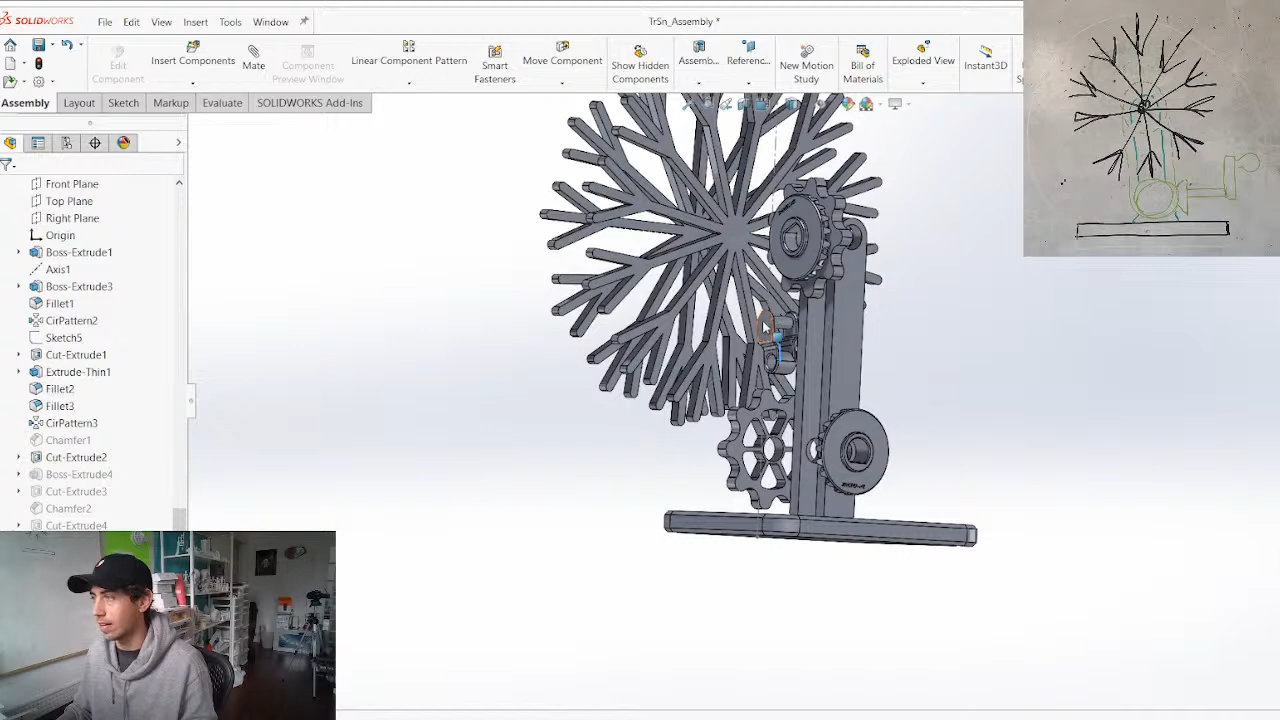 SOLIDWORKS File Edit View Insert Tools Window TrSn_Assembly *
Edit Component
Insert Components
Mate
Component Preview Window
Linear Component Pattern
Smart Fasteners
Move Component
Show Hidden Components
Assemb...
Referenc...
New Motion Study
Bill of Materials
Exploded View
Instant3D
Assembly Layout Sketch Markup Evaluate SOLIDWORKS Add-Ins
Front Plane
Top Plane
Right Plane
Origin
Boss-Extrude1
Axis1
Boss-Extrude3
Fillet1
CirPattern2
Sketch5
Cut-Extrude1
Extrude-Thin1
Fillet2
Fillet3
CirPattern3
Chamfer1
Cut-Extrude2
Boss-Extrude4
Cut-Extrude3
Chamfer2
Cut-Extrude4